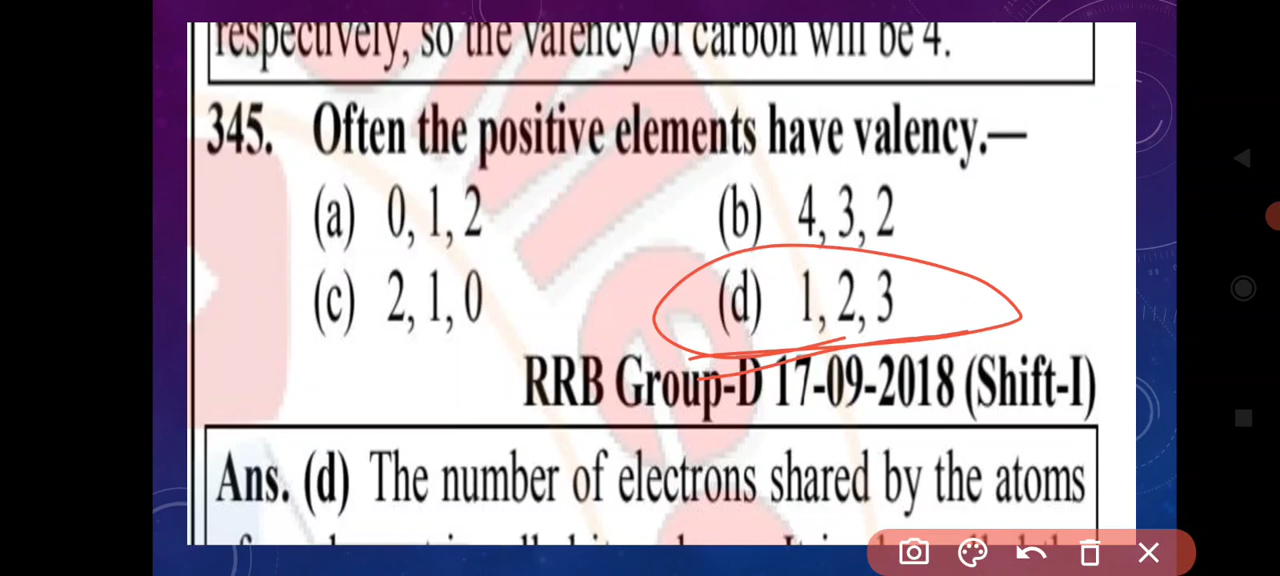 respectively, so the valency of carbon will be 4.
345. Often the positive elements have valency.—
(a) 0, 1, 2 (b) 4, 3, 2
(c) 2, 1, 0 (d) 1, 2, 3
RRB Group-D 17-09-2018 (Shift-I)
Ans. (d) The number of electrons shared by the atoms